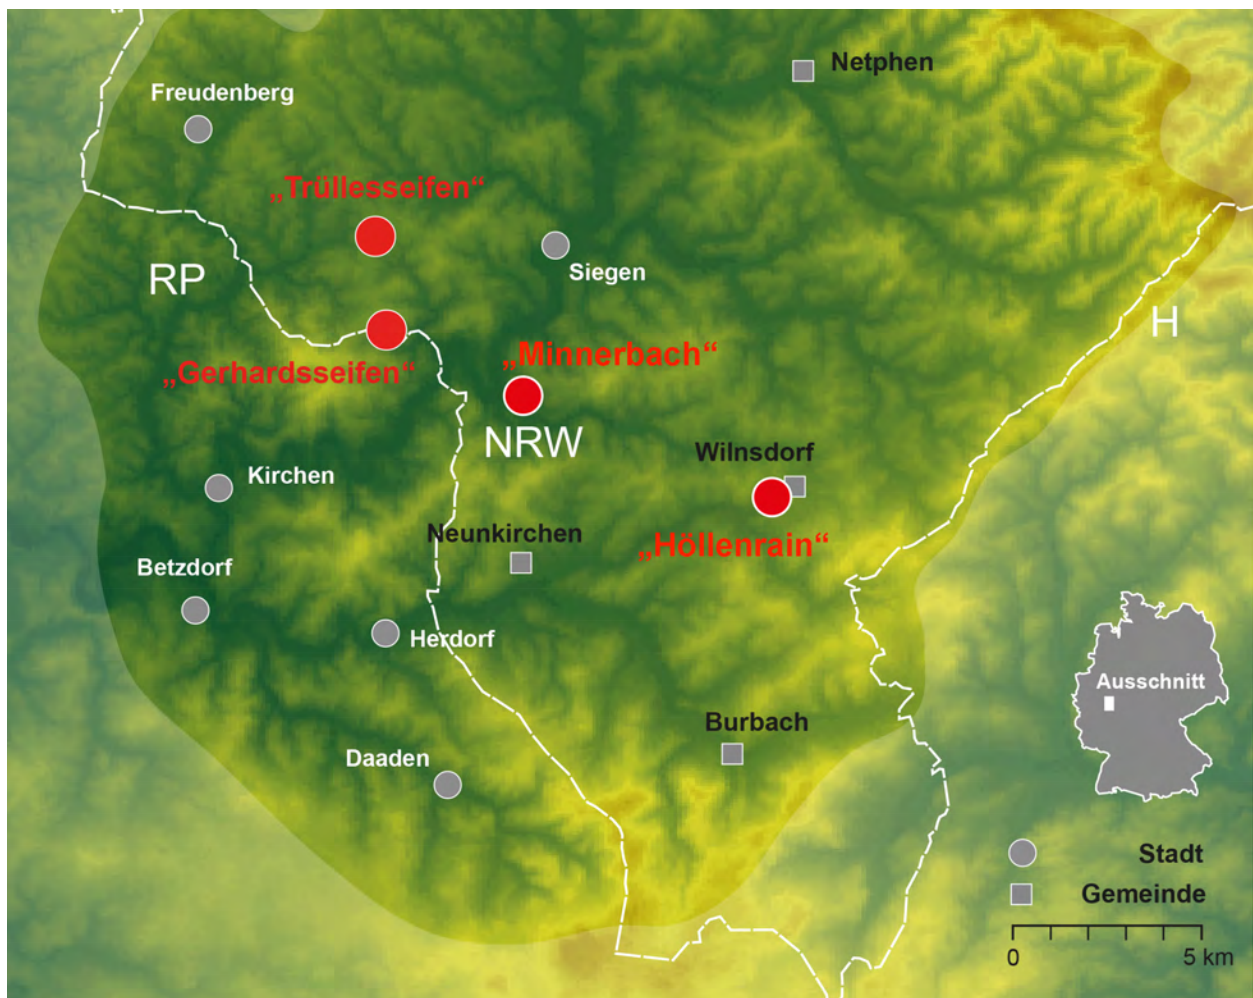 Netphen
Freudenberg
„Trüllesseifen“
Siegen
RP
H
„Minnerbach“
„Gerhardsseifen“
NRW
Wilnsdorf
Kirchen
Neunkirchen
„Höllenrain“
Betzdorf
Herdorf
Ausschnitt
Burbach
Daaden
Stadt
Gemeinde
0 5 km